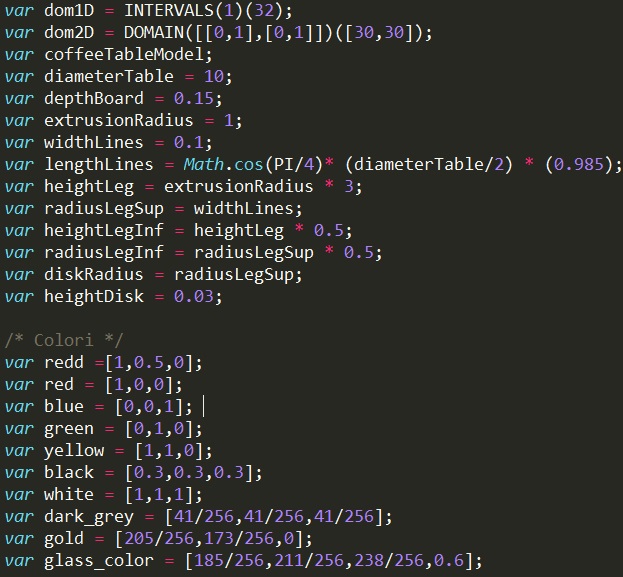 var dom1D = INTERVALS(1)(32);
var dom2D = DOMAIN([[0,1],[0,1]])([30,30]);
var coffeeTableModel;
var diameterTable = 10;
var depthBoard = 0.15;
var extrusionRadius = 1;
var widthLines = 0.1;
var lengthLines = Math.cos(PI/4)* (diameterTable/2) * (0.985);
var heightLeg = extrusionRadius * 3;
var radiusLegSup = widthLines;
var heightLegInf = heightLeg * 0.5;
var radiusLegInf = radiusLegSup * 0.5;
var diskRadius = radiusLegSup;
var heightDisk = 0.03;
/* Colori */
var redd =[1,0.5,0];
var red = [1,0,0];
var blue = [0,0,1];
var green = [0,1,0];
var yellow = [1,1,0];
var black = [0.3,0.3,0.3];
var white = [1,1,1];
var dark_grey = [41/256,41/256,41/256];
var gold = [205/256,173/256,0];
var glass_color = [185/256,211/256,238/256,0.6];